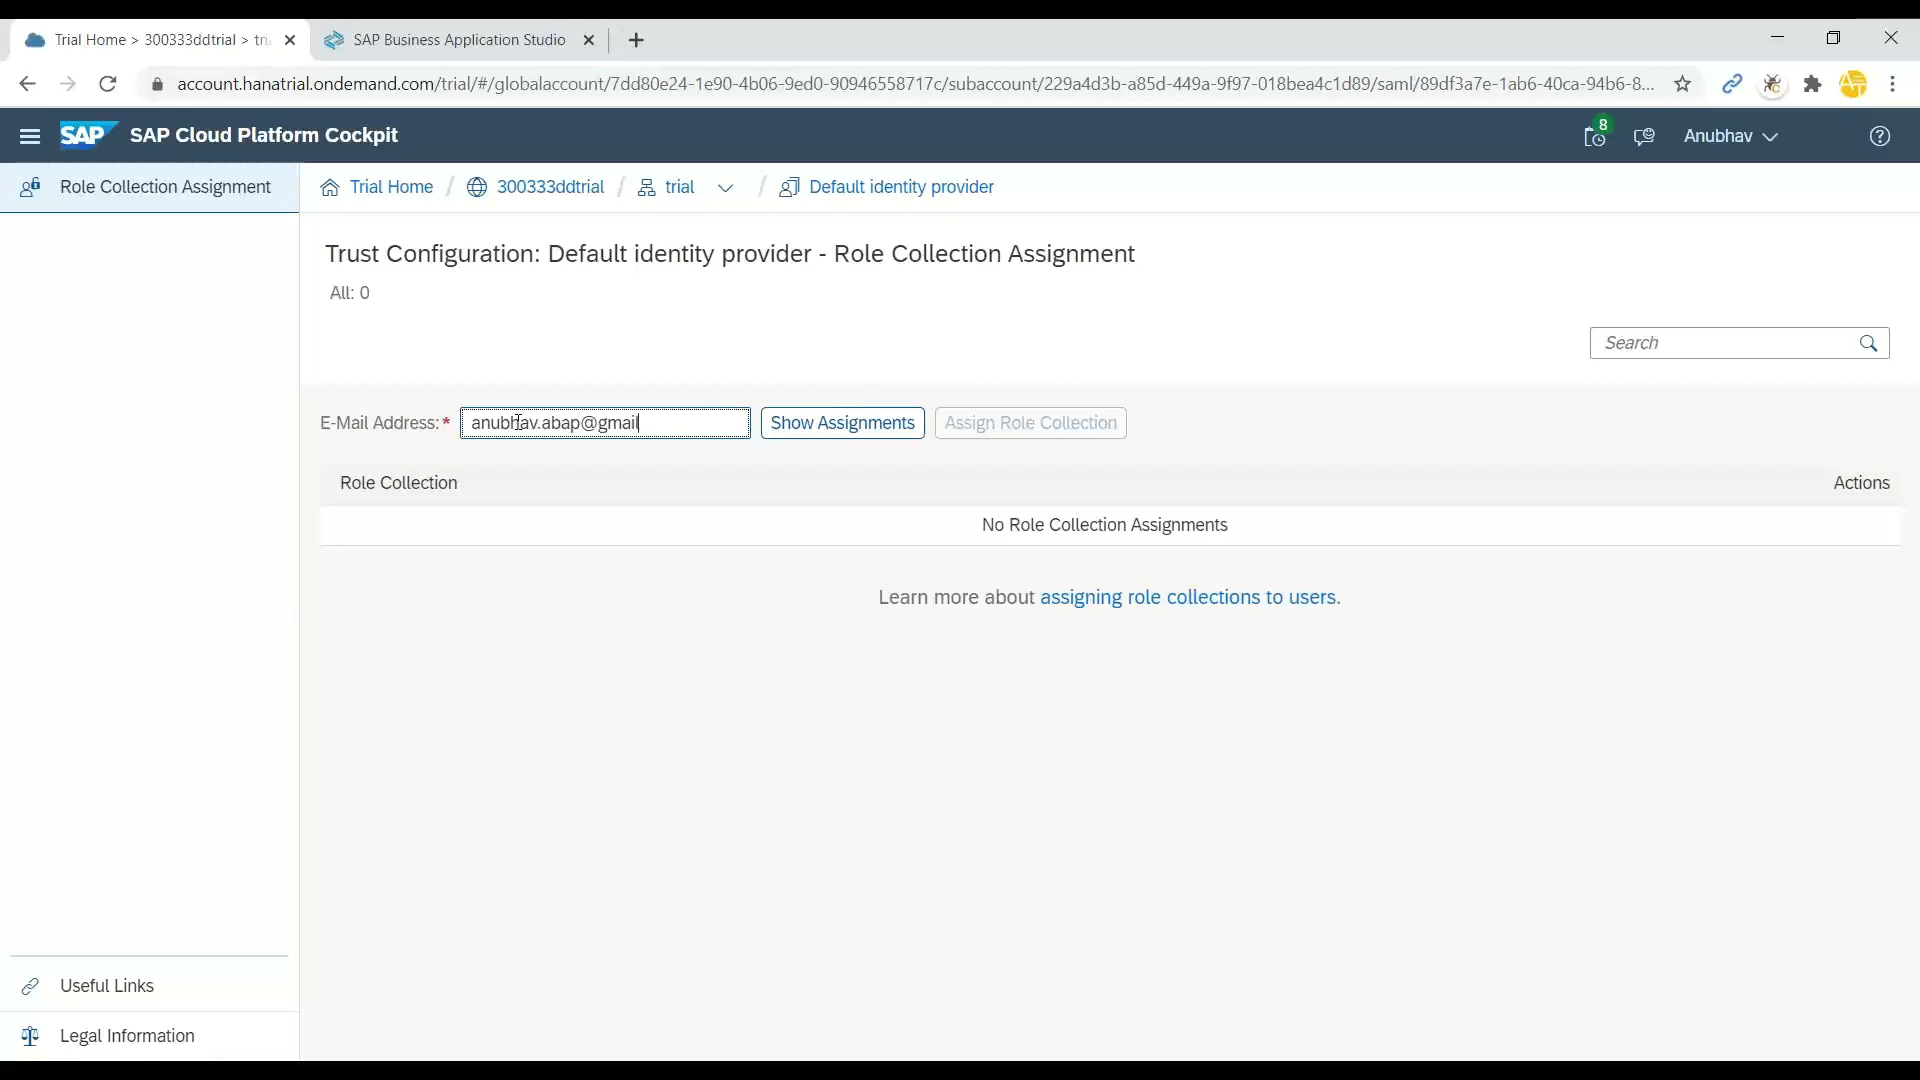 Trial Home > 300333ddtrial > tri
SAP Business Application Studio
account.hanatrial.ondemand.com/trial/#/globalaccount/7dd80e24-1e90-4b06-9ed0-90946558717c/subaccount/229a4d3b-a85d-449a-9f97-018bea4c1d89/saml/89df3a7e-1ab6-40ca-94b6-8...
SAP SAP Cloud Platform Cockpit
8
Anubhav
Role Collection Assignment
Trial Home / 300333ddtrial / trial / Default identity provider
Trust Configuration: Default identity provider - Role Collection Assignment
All: 0
Search
E-Mail Address:* anubhav.abap@gmail Show Assignments Assign Role Collection
Role Collection Actions
No Role Collection Assignments
Learn more about assigning role collections to users.
Useful Links
Legal Information